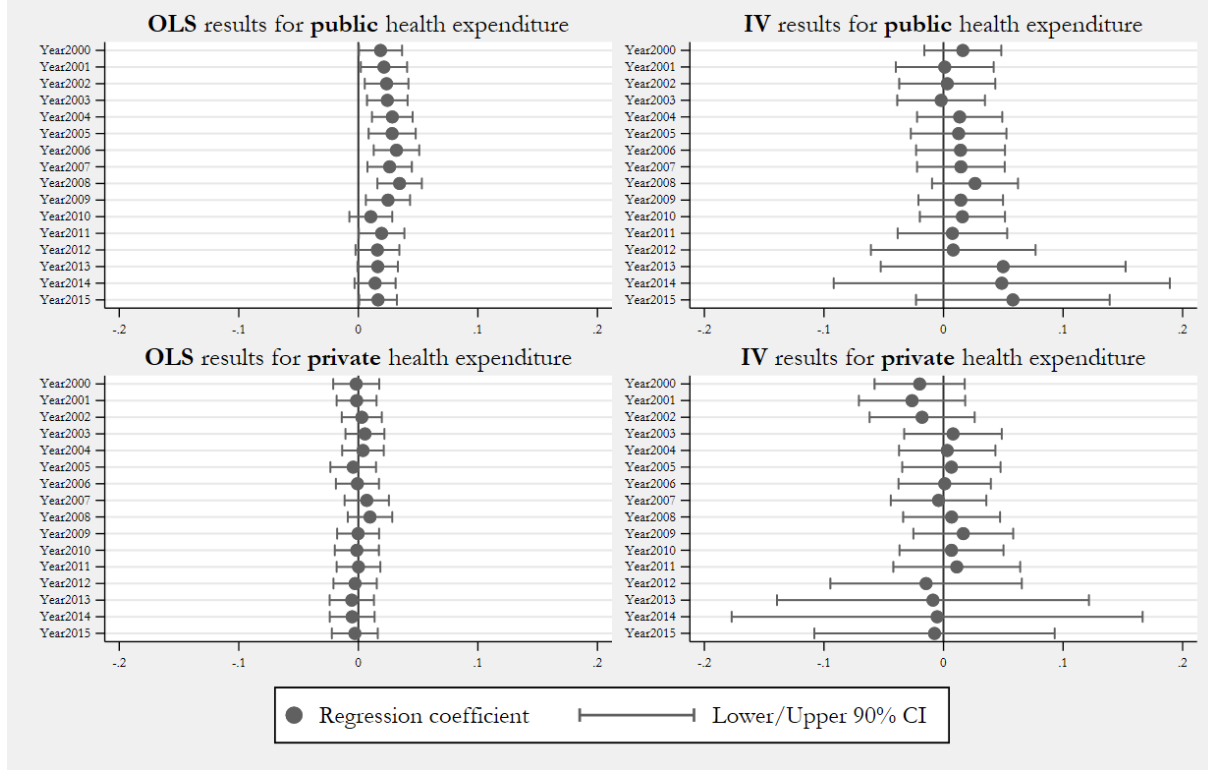 OLS results for public health expenditure
Year2000
Year2001
Year2002
Year2003
Year2004
Year2005
Year2006
Year2007
Year2008
Year2009
Year2010
Year2011
Year2012
Year2013
Year2014
Year2015
-.2 -.1 0 .1 .2
IV results for public health expenditure
Year2000
Year2001
Year2002
Year2003
Year2004
Year2005
Year2006
Year2007
Year2008
Year2009
Year2010
Year2011
Year2012
Year2013
Year2014
Year2015
-.2 -.1 0 .1 .2
OLS results for private health expenditure
Year2000
Year2001
Year2002
Year2003
Year2004
Year2005
Year2006
Year2007
Year2008
Year2009
Year2010
Year2011
Year2012
Year2013
Year2014
Year2015
-.2 -.1 0 .1 .2
IV results for private health expenditure
Year2000
Year2001
Year2002
Year2003
Year2004
Year2005
Year2006
Year2007
Year2008
Year2009
Year2010
Year2011
Year2012
Year2013
Year2014
Year2015
-.2 -.1 0 .1 .2
Regression coefficient Lower/Upper 90% CI